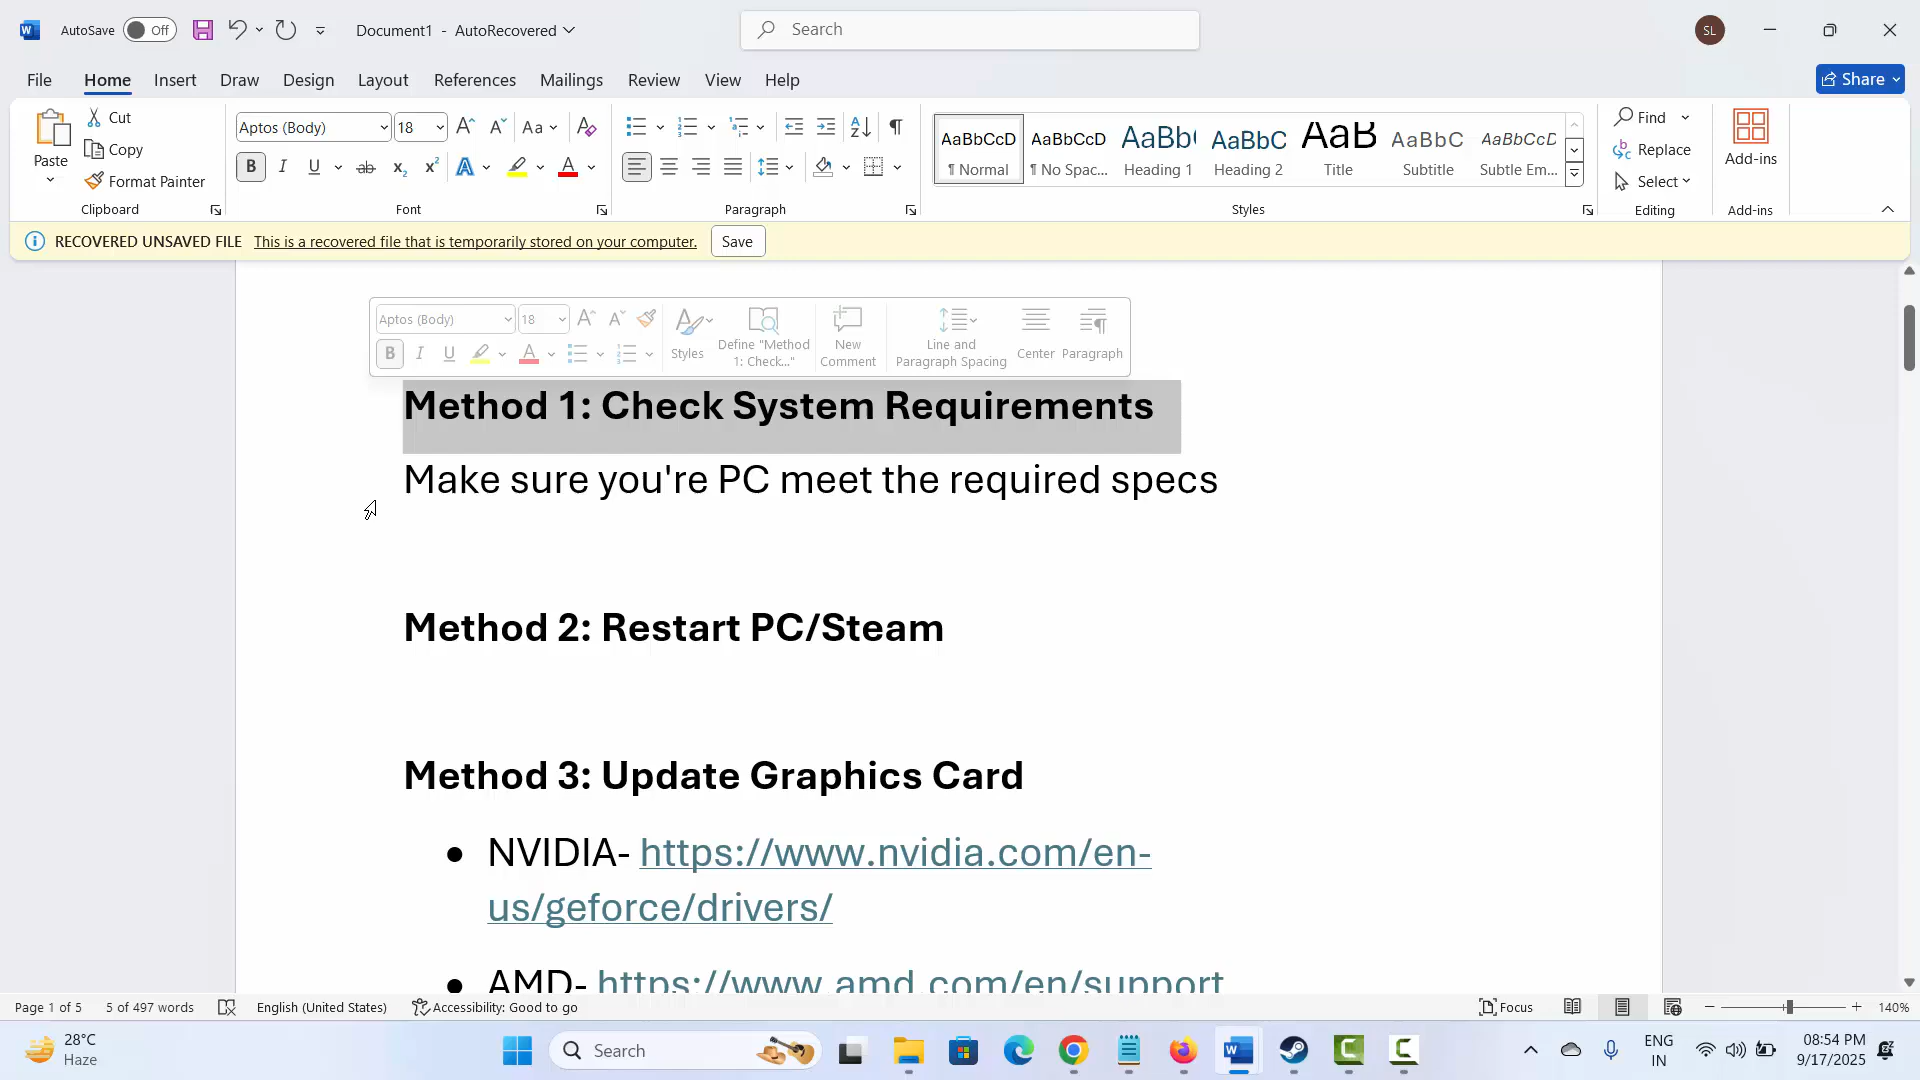 AutoSave Off Document1 - AutoRecovered Search SL
File Home Insert Draw Design Layout References Mailings Review View Help Share
Paste Cut Copy Format Painter Clipboard
Aptos (Body) 18 Aa
B I U ab x₂ x² A A
Font
Paragraph
AaBbCcD AaBbCcD AaBb( AaBbC AaB AaBbC AaBbCcD
¶ Normal ¶ No Spac... Heading 1 Heading 2 Title Subtitle Subtle Em...
Styles
Find
Replace
Select
Editing
Add-ins
Add-ins
RECOVERED UNSAVED FILE This is a recovered file that is temporarily stored on your computer. Save
Aptos (Body) 18
B I U A
Styles
Define "Method
1: Check..."
New
Comment
Line and
Paragraph Spacing
Center
Paragraph
Method 1: Check System Requirements
Make sure you're PC meet the required specs
Method 2: Restart PC/Steam
Method 3: Update Graphics Card
● NVIDIA- https://www.nvidia.com/en-
us/geforce/drivers/
● AMD- https://www.amd.com/en/support
Page 1 of 5 5 of 497 words English (United States) Accessibility: Good to go Focus 140%
28°C
Haze
Search
ENG
IN
08:54 PM
9/17/2025